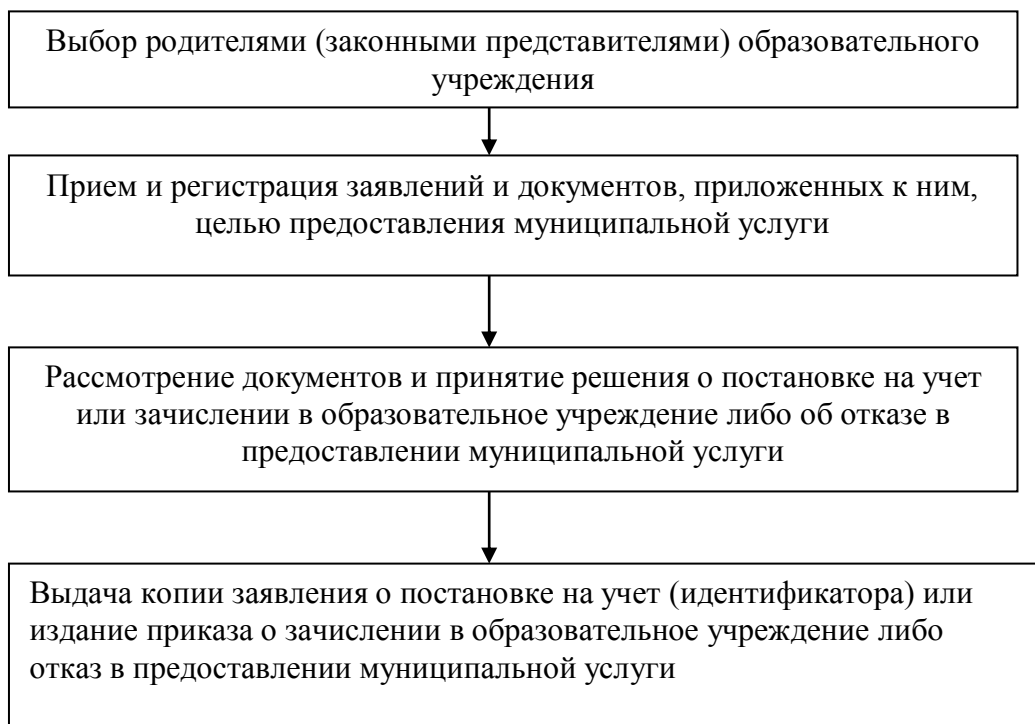 Выбор родителями (законными представителями) образовательного
учреждения
Прием и регистрация заявлений и документов, приложенных к ним,
целью предоставления муниципальной услуги
Рассмотрение документов и принятие решения о постановке на учет
или зачислении в образовательное учреждение либо об отказе в
предоставлении муниципальной услуги
Выдача копии заявления о постановке на учет (идентификатора) или
издание приказа о зачислении в образовательное учреждение либо
отказ в предоставлении муниципальной услуги